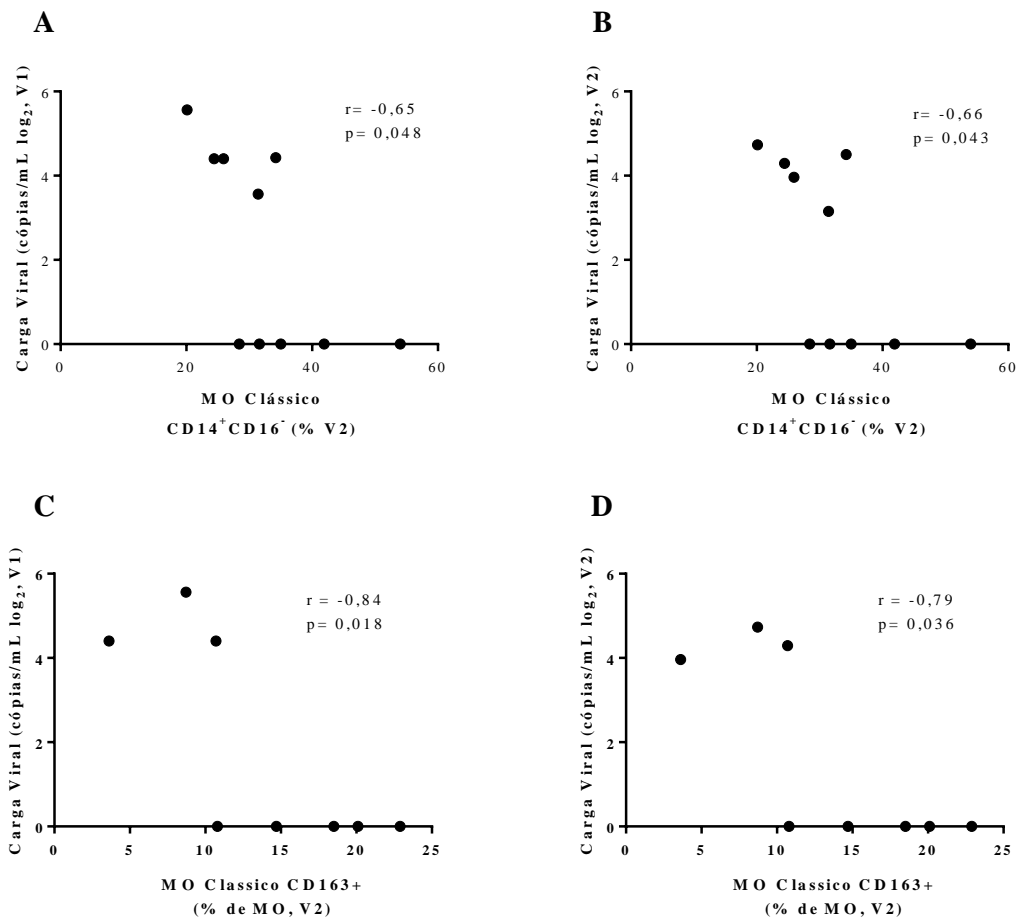 A
Carga Viral (cópias/mL log2, V1)
6
4
2
0
r= -0,65
p= 0,048
0 20 40 60
MO Clássico
CD14+CD16- (% V2)
B
Carga Viral (cópias/mL log2, V2)
6
4
2
0
r= -0,66
p= 0,043
0 20 40 60
MO Clássico
CD14+CD16- (% V2)
C
Carga Viral (cópias/mL log2, V1)
6
4
2
0
r = -0,84
p= 0,018
0 5 10 15 20 25
MO Classico CD163+
(% de MO, V2)
D
Carga Viral (cópias/mL log2, V2)
6
4
2
0
r = -0,79
p= 0,036
0 5 10 15 20 25
MO Classico CD163+
(% de MO, V2)